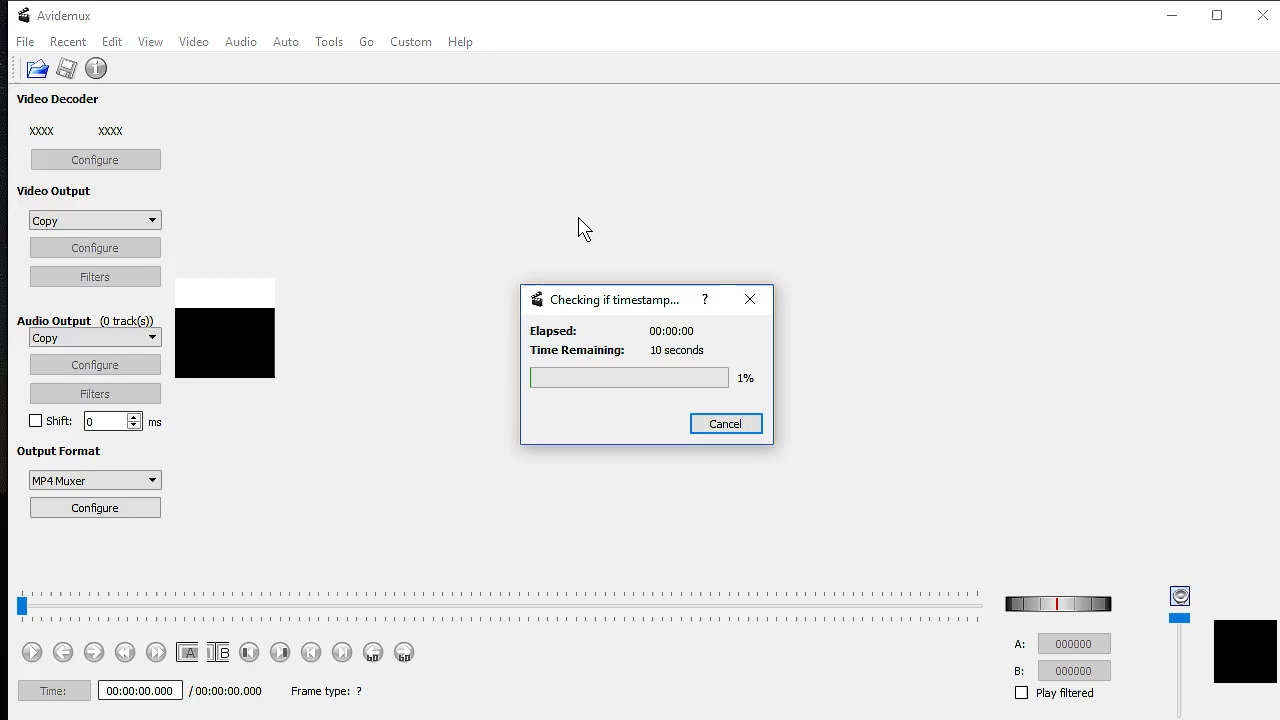 Avidemux
File Recent Edit View Video Audio Auto Tools Go Custom Help
Video Decoder
XXXX XXXX
Configure
Video Output
Copy
Configure
Filters
Audio Output (0 track(s))
Copy
Configure
Filters
Shift: 0 ms
Output Format
MP4 Muxer
Configure
Checking if timestamp... ?
Elapsed: 00:00:00
Time Remaining: 10 seconds
1%
Cancel
A B 60 60
A: 000000
B: 000000
Play filtered
Time: 00:00:00.000 / 00:00:00.000 Frame type: ?